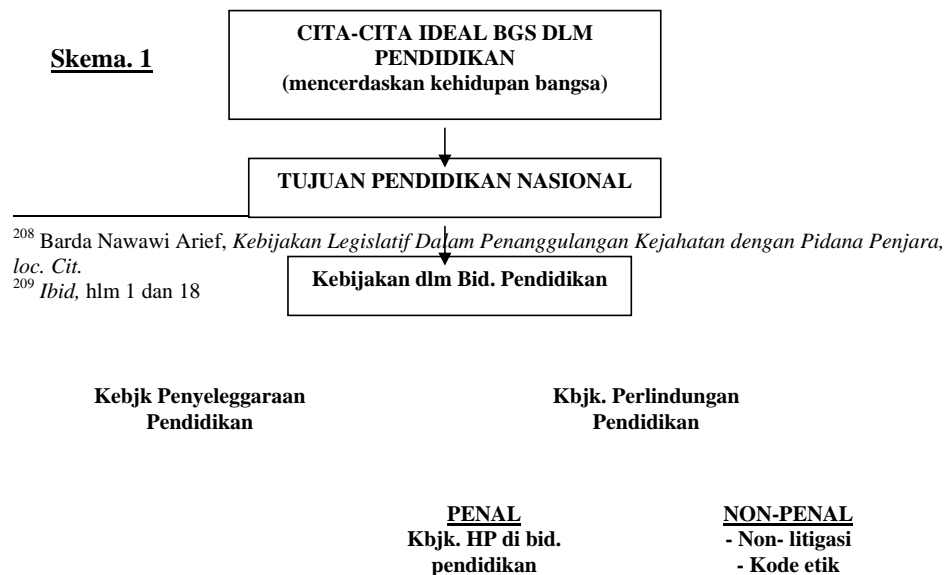 Skema. 1
CITA-CITA IDEAL BGS DLM
PENDIDIKAN
(mencerdaskan kehidupan bangsa)
TUJUAN PENDIDIKAN NASIONAL
208 Barda Nawawi Arief, Kebijakan Legislatif Dalam Penanggulangan Kejahatan dengan Pidana Penjara,
loc. Cit.
209 Ibid, hlm 1 dan 18
Kebijakan dlm Bid. Pendidikan
Kebjk Penyeleggaraan
Pendidikan
Kbjk. Perlindungan
Pendidikan
PENAL
Kbjk. HP di bid.
pendidikan
NON-PENAL
- Non- litigasi
- Kode etik